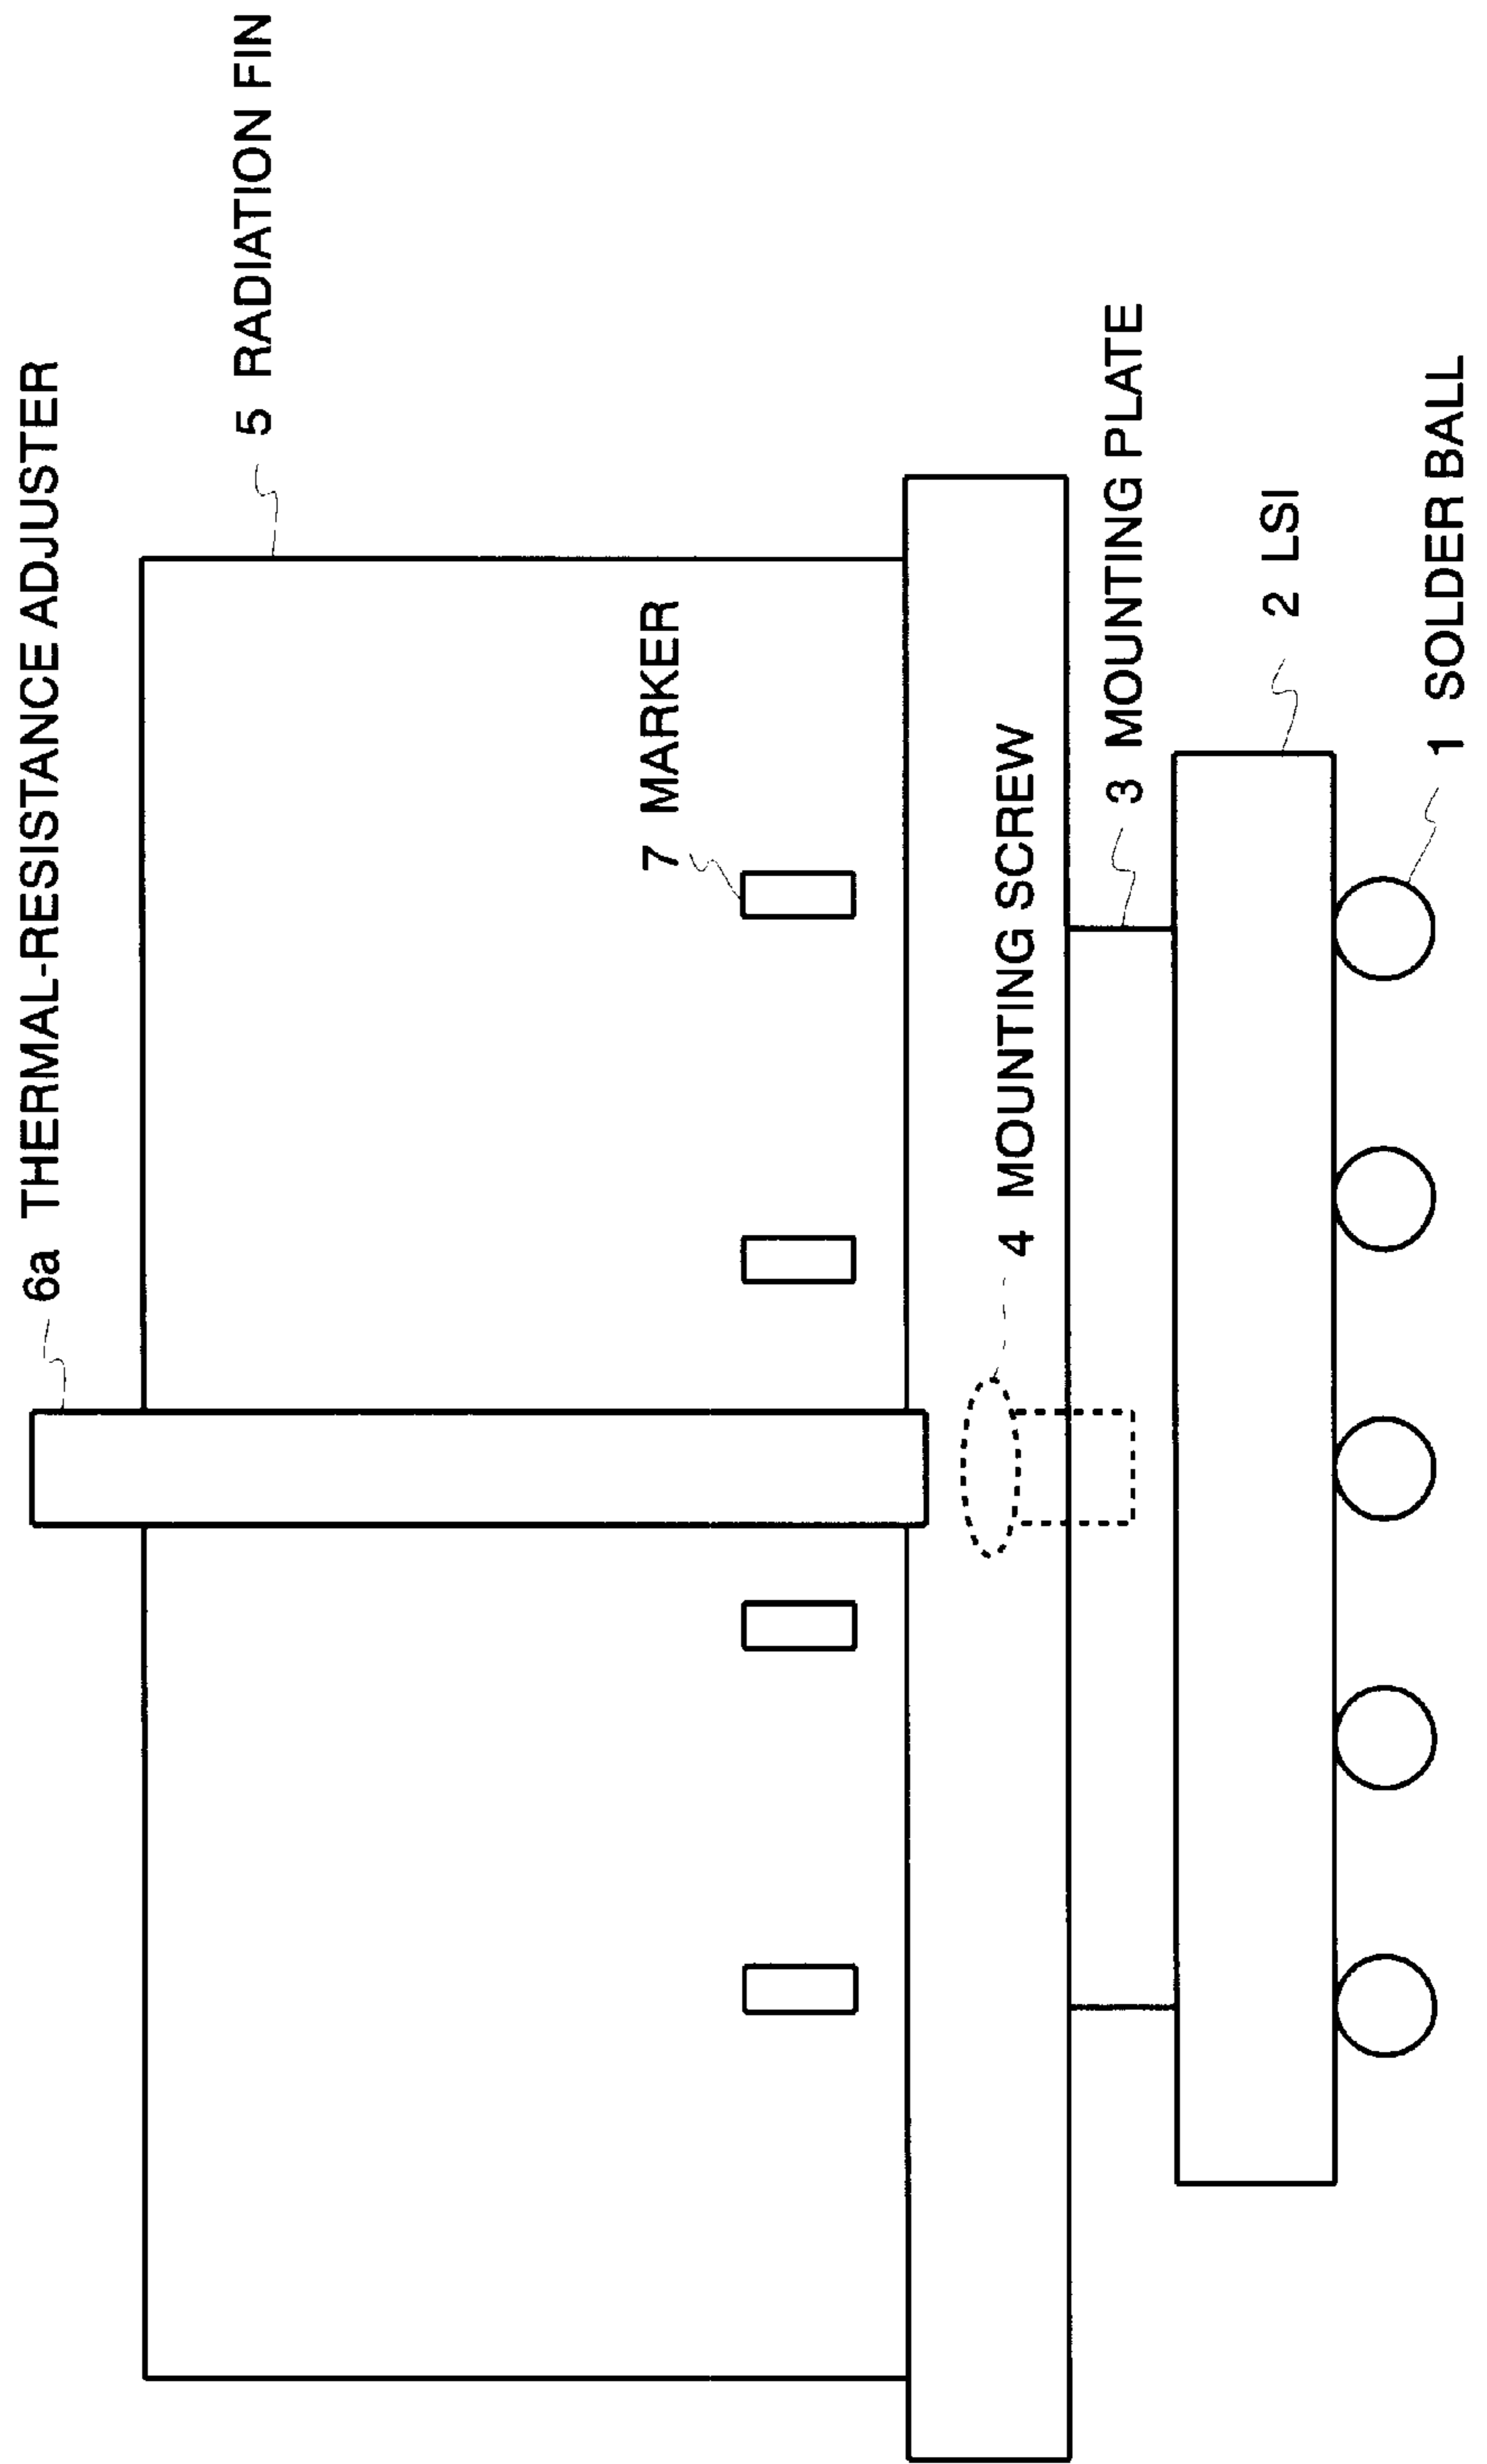 6a THERMAL-RESISTANCE ADJUSTER
5 RADIATION FIN
7 MARKER
4 MOUNTING SCREW
3 MOUNTING PLATE
2 LSI
1 SOLDER BALL